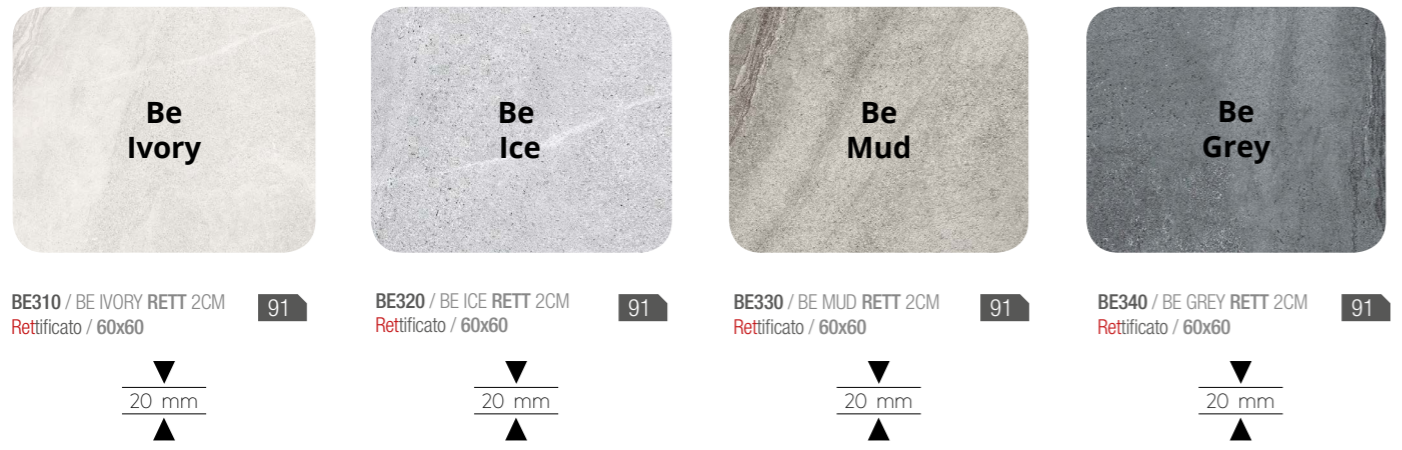 Be
Ivory
Be
Ice
Be
Mud
Be
Grey
BE310 / BE IVORY RETT 2CM
Rettificato / 60x60
91
BE320 / BE ICE RETT 2CM
Rettificato / 60x60
91
BE330 / BE MUD RETT 2CM
Rettificato / 60x60
91
BE340 / BE GREY RETT 2CM
Rettificato / 60x60
91
20 mm
20 mm
20 mm
20 mm